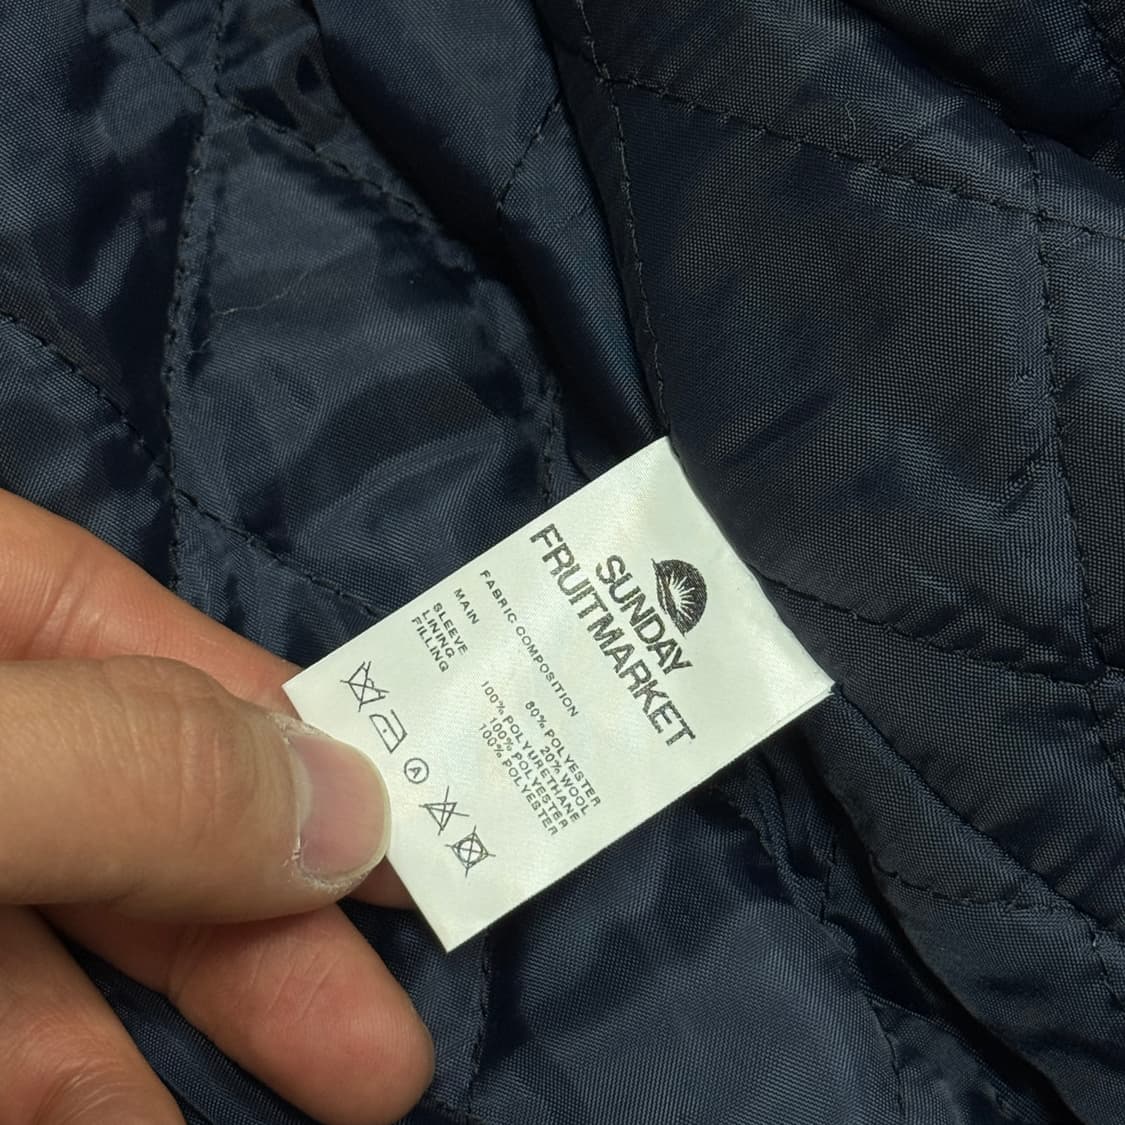 SUNDAY
FRUITMARKET
FABRIC COMPOSITION
MAIN 80% POLYESTER
20% WOOL
SLEEVE 100% POLYURETHANE
LINING 100% POLYESTER
FILLING 100% POLYESTER
A